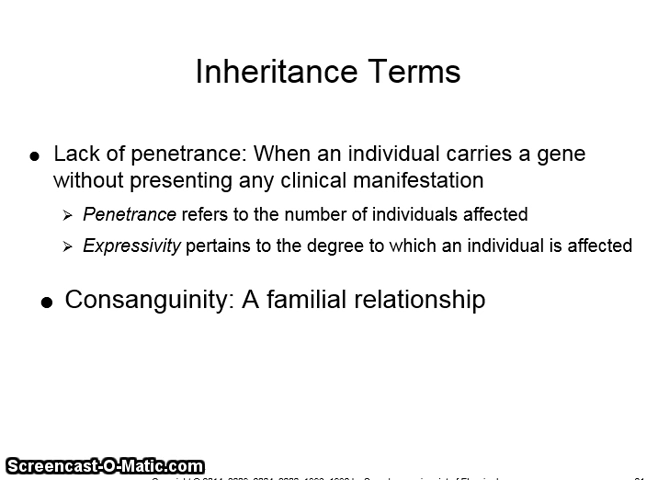 Inheritance Terms
● Lack of penetrance: When an individual carries a gene
without presenting any clinical manifestation
➢ Penetrance refers to the number of individuals affected
➢ Expressivity pertains to the degree to which an individual is affected
● Consanguinity: A familial relationship
Screencast-O-Matic.com